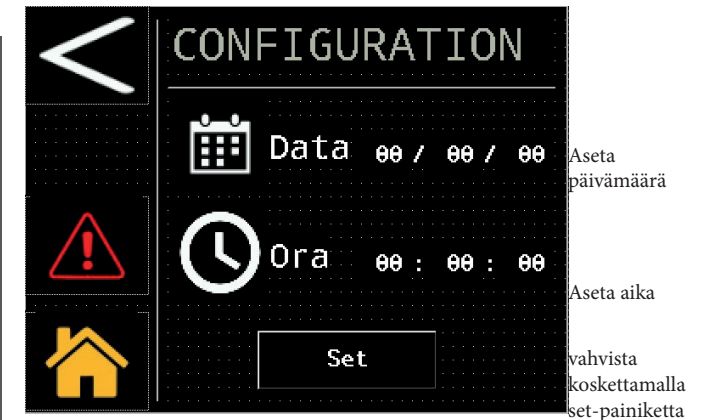 CONFIGURATION
Data 00 / 00 / 00
Aseta
päivämäärä
Ora 00 : 00 : 00
Aseta aika
Set
vahvista
koskettamalla
set-painiketta